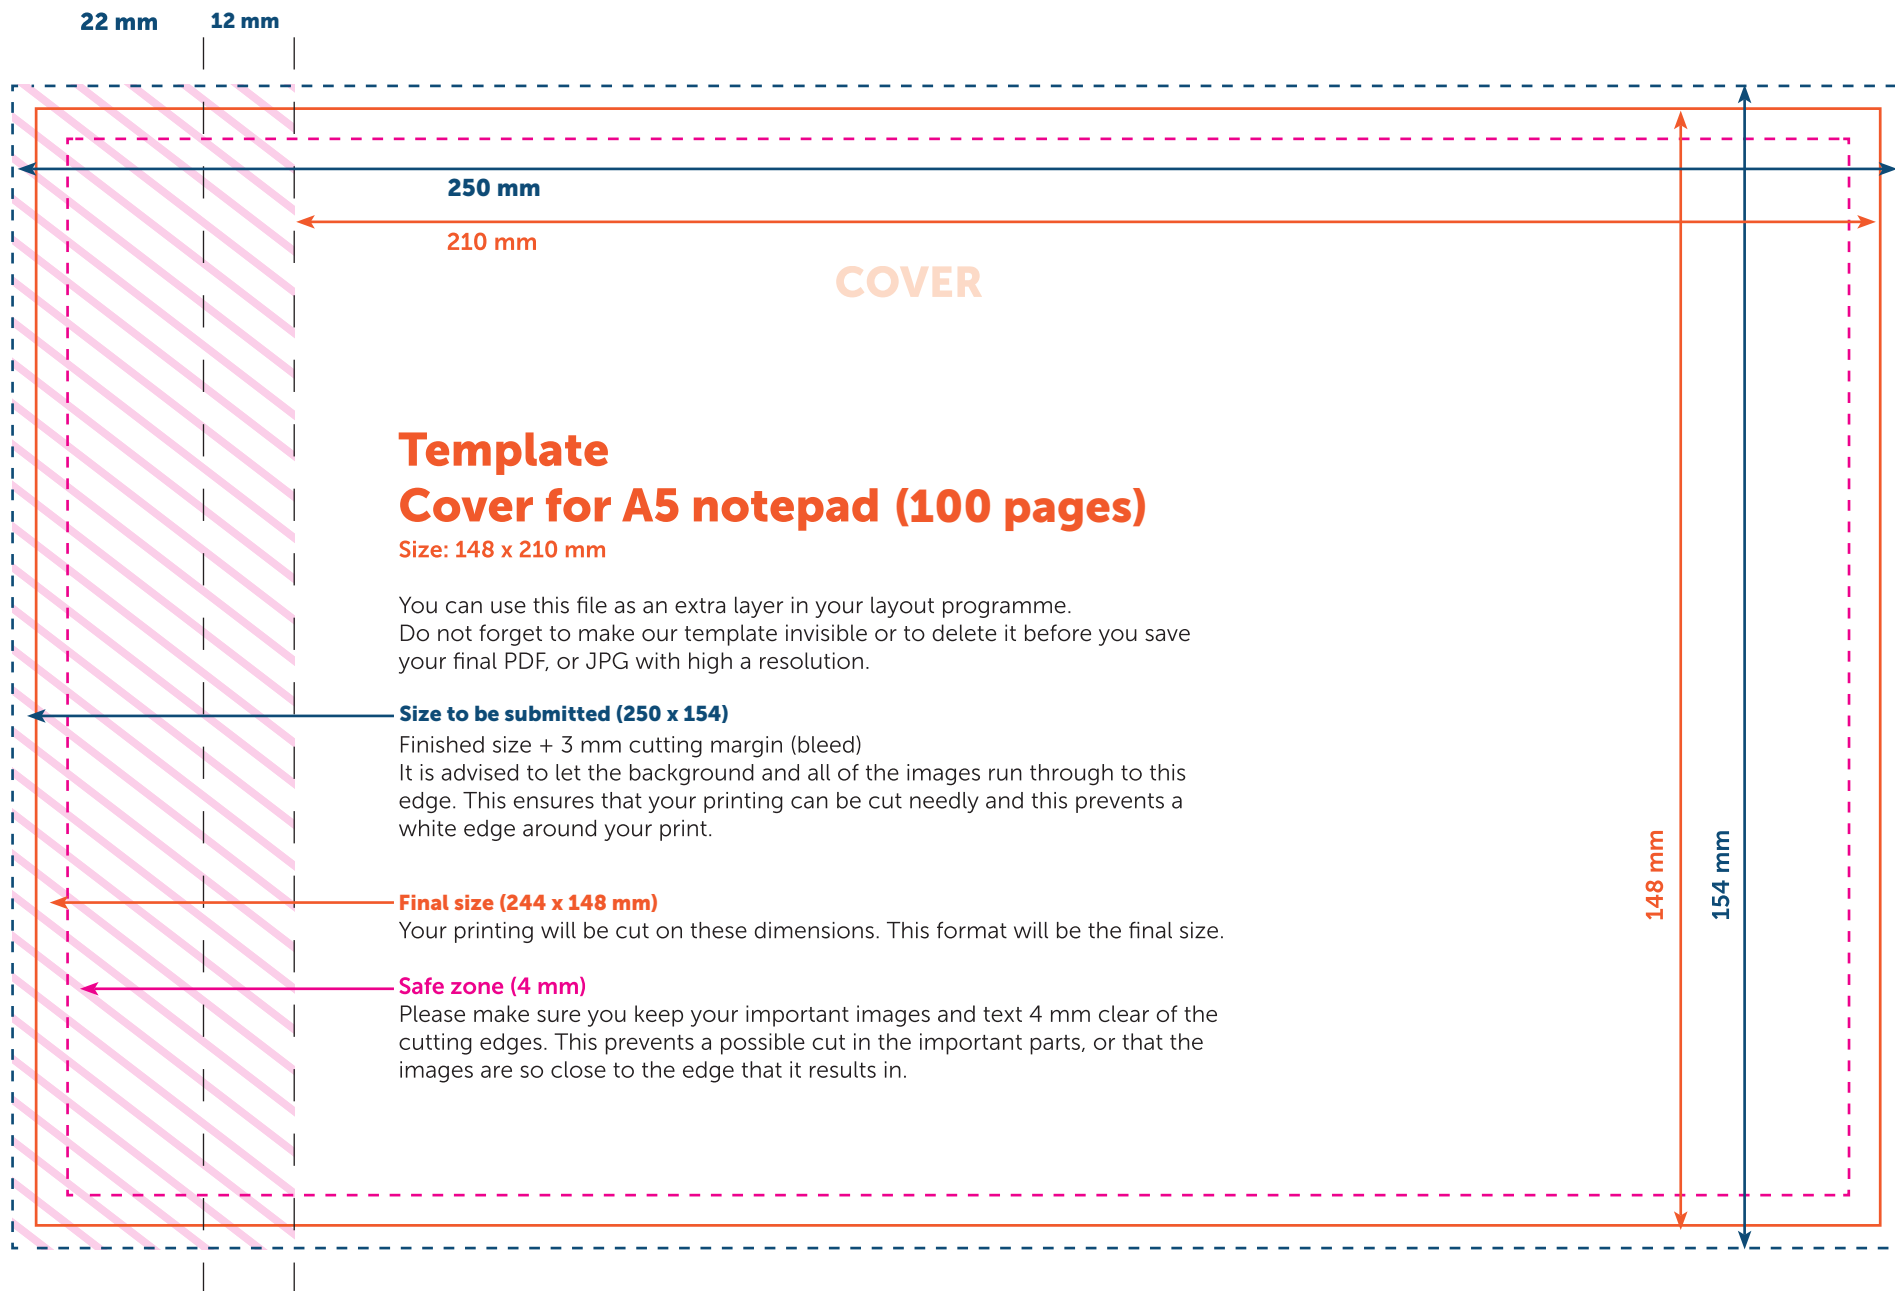 22 mm
12 mm
250 mm
210 mm
COVER
Template
Cover for A5 notepad (100 pages)
Size: 148 x 210 mm
You can use this file as an extra layer in your layout programme.
Do not forget to make our template invisible or to delete it before you save
your final PDF, or JPG with high a resolution.
Size to be submitted (250 x 154)
Finished size + 3 mm cutting margin (bleed)
It is advised to let the background and all of the images run through to this
edge. This ensures that your printing can be cut needly and this prevents a
white edge around your print.
Final size (244 x 148 mm)
Your printing will be cut on these dimensions. This format will be the final size.
Safe zone (4 mm)
Please make sure you keep your important images and text 4 mm clear of the
cutting edges. This prevents a possible cut in the important parts, or that the
images are so close to the edge that it results in.
148 mm
154 mm